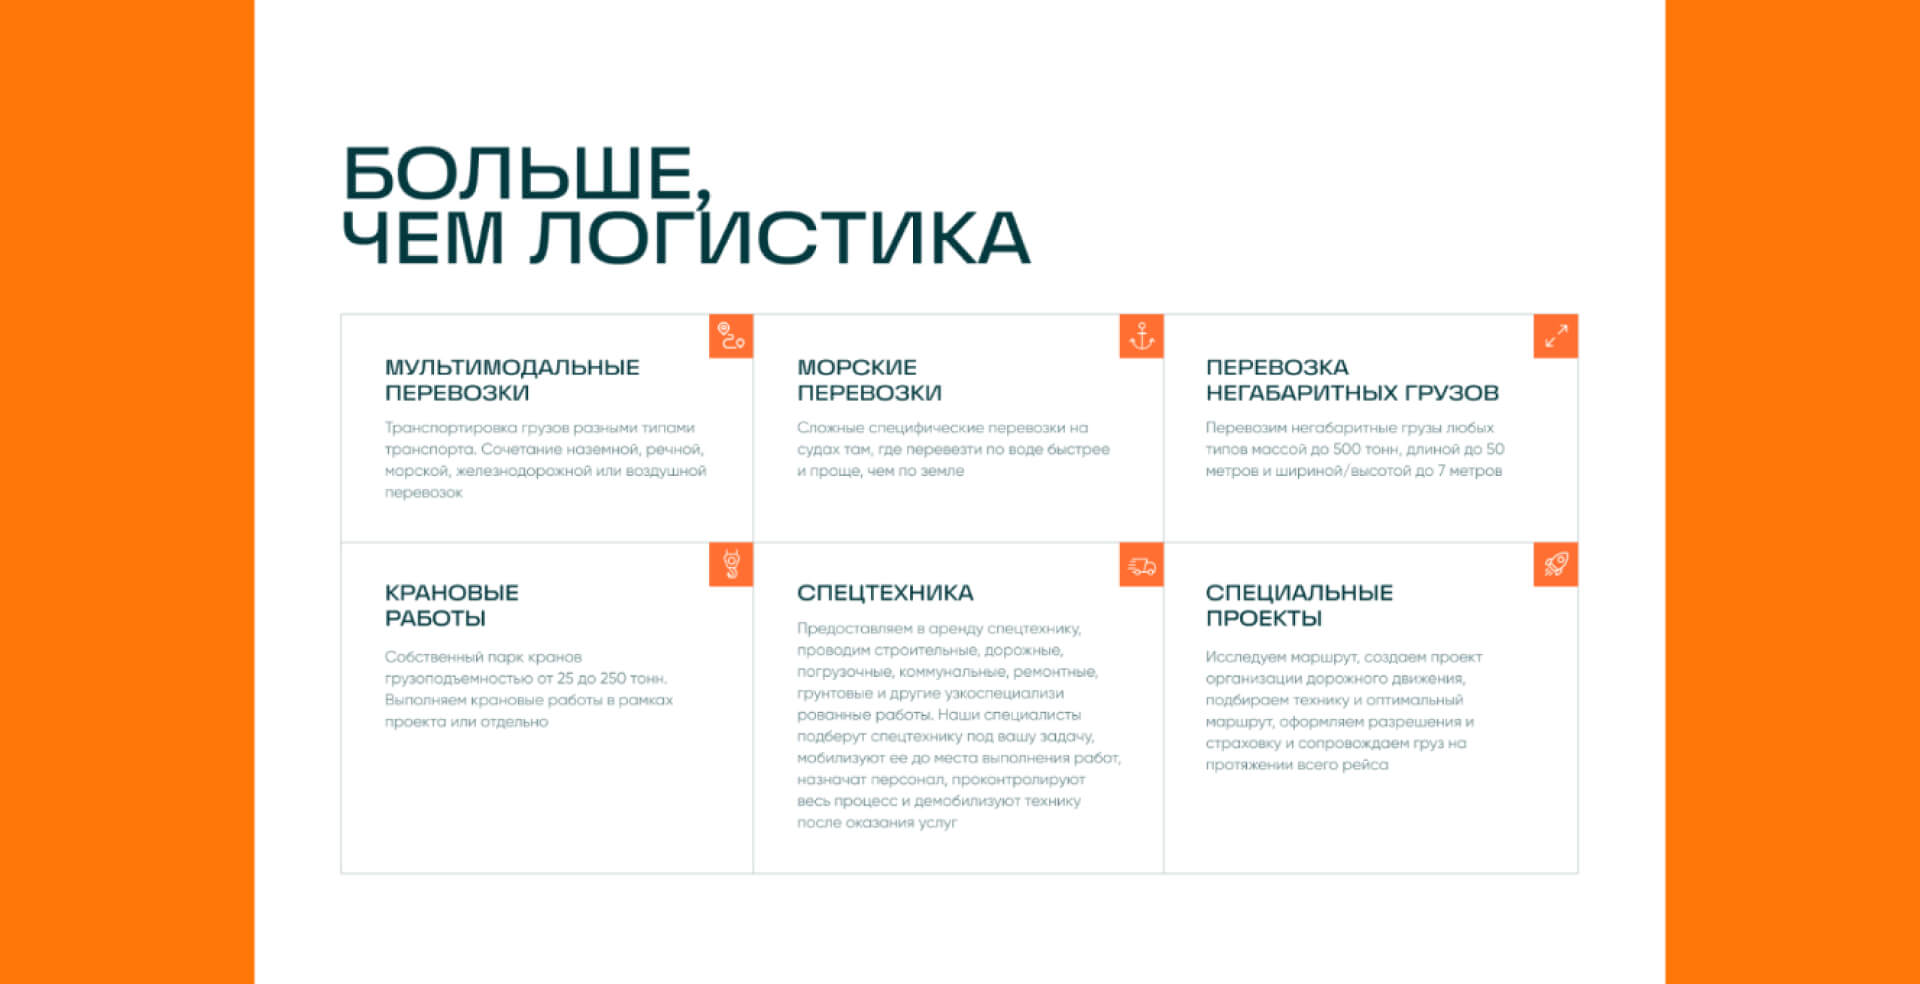 БОЛЬШЕ,
ЧЕМ ЛОГИСТИКА
МУЛЬТИМОДАЛЬНЫЕ
ПЕРЕВОЗКИ
Транспортировка грузов разными типами
транспорта. Сочетание наземной, речной,
морской, железнодорожной или воздушной
перевозок
МОРСКИЕ
ПЕРЕВОЗКИ
Сложные специфические перевозки на
судах там, где перевезти по воде быстрее
и проще, чем по земле
ПЕРЕВОЗКА
НЕГАБАРИТНЫХ ГРУЗОВ
Перевозим негабаритные грузы любых
типов массой до 500 тонн, длиной до 50
метров и шириной/высотой до 7 метров
КРАНОВЫЕ
РАБОТЫ
Собственный парк кранов
грузоподъемностью от 25 до 250 тонн.
Выполняем крановые работы в рамках
проекта или отдельно
СПЕЦТЕХНИКА
Предоставляем в аренду спецтехнику,
проводим строительные, дорожные,
погрузочные, коммунальные, ремонтные,
грунтовые и другие узкоспециализи
рованные работы. Наши специалисты
подберут спецтехнику под вашу задачу,
мобилизуют ее до места выполнения работ,
назначат персонал, проконтролируют
весь процесс и демобилизуют технику
после оказания услуг
СПЕЦИАЛЬНЫЕ
ПРОЕКТЫ
Исследуем маршрут, создаем проект
организации дорожного движения,
подбираем технику и оптимальный
маршрут, оформляем разрешения и
страховку и сопровождаем груз на
протяжении всего рейса